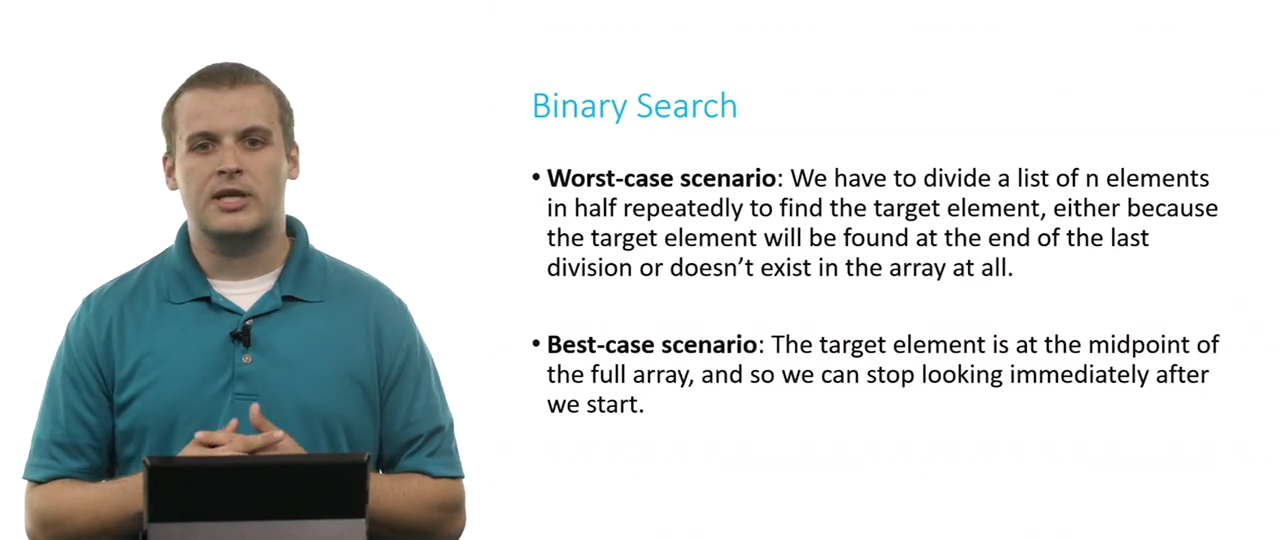 Binary Search
• Worst-case scenario: We have to divide a list of n elements
in half repeatedly to find the target element, either because
the target element will be found at the end of the last
division or doesn’t exist in the array at all.
• Best-case scenario: The target element is at the midpoint of
the full array, and so we can stop looking immediately after
we start.